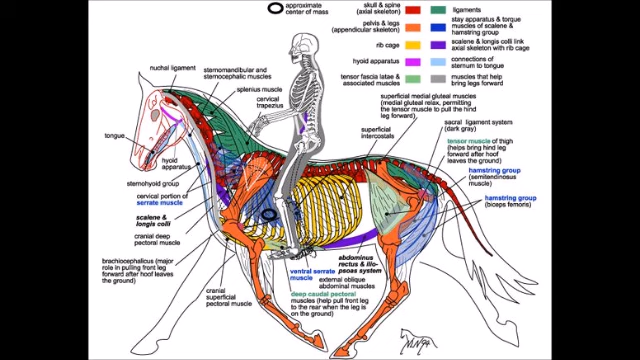 approximate
center of mass
skull & spine
(axial skeleton)
pelvis & legs
(appendicular skeleton)
rib cage
hyoid apparatus
tensor fascia latae &
associated muscles
ligaments
stay apparatus & torque
muscles of scalene &
hamstring group
scalene & longis colli link
axial skeleton with rib cage
connections of
sternum to tongue
muscles that help
bring legs forward
nuchal ligament
sternomandibular and
sternocephalic muscles
splenius muscle
cervical
trapezius
superficial medial gluteal muscles
(medial gluteal relax, permitting
the tensor muscle to pull the hind
leg forward)
superficial
intercostals
sacral ligament system
(dark gray)
tensor muscle of thigh
(helps bring hind leg
forward after hoof
leaves the ground)
hamstring group
(semitendinosus
muscle)
hamstring group
(biceps femoris)
tongue
hyoid
apparatus
sternohyoid group
cervical portion of
serrate muscle
scalene &
longis colli
cranial deep
pectoral muscle
brachiocephalicus (major
role in pulling front leg
forward after hoof leaves
the ground)
cranial
superficial
pectoral muscle
ventral serrate
muscle
abdominus
rectus & ilio-
psoas system
external oblique
abdominal muscles
deep caudal pectoral
muscles (help pull front leg
to the rear when the leg is
on the ground)